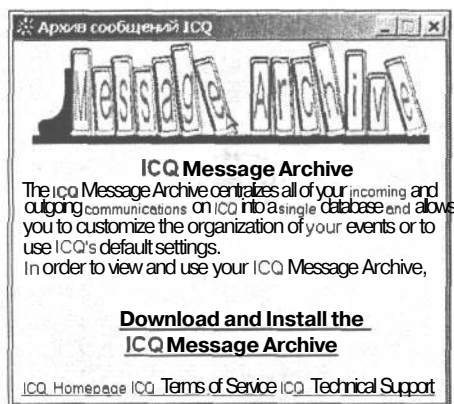 Архив сообщений ICQ
Message Archive
ICQ Message Archive
The ICQ Message Archive centralizes all of your incoming and
outgoing communications on ICQ into a single database and allows
you to customize the organization of your events or to
use ICQ's default settings.
In order to view and use your ICQ Message Archive,
Download and Install the
ICQ Message Archive
ICQ Homepage ICQ Terms of Service ICQ Technical Support